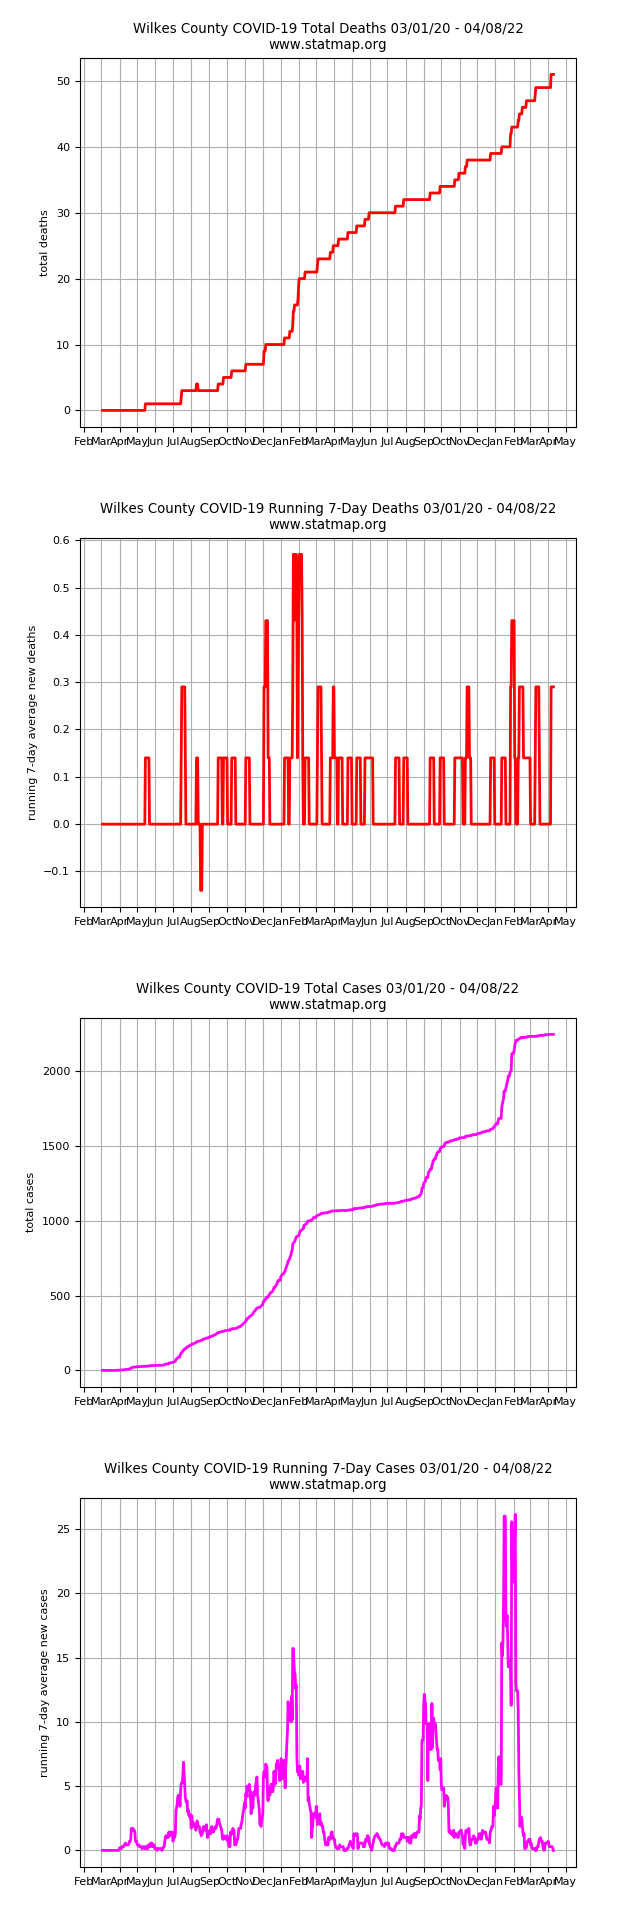 Wilkes County COVID-19 Total Deaths 03/01/20 - 04/08/22
www.statmap.org
50
40
30
20
10
0
total deaths
Feb Mar Apr May Jun Jul Aug Sep Oct Nov Dec Jan Feb Mar Apr May Jun Jul Aug Sep Oct Nov Dec Jan Feb Mar Apr May
Wilkes County COVID-19 Running 7-Day Deaths 03/01/20 - 04/08/22
www.statmap.org
0.6
0.5
0.4
0.3
0.2
0.1
0.0
−0.1
running 7-day average new deaths
Feb Mar Apr May Jun Jul Aug Sep Oct Nov Dec Jan Feb Mar Apr May Jun Jul Aug Sep Oct Nov Dec Jan Feb Mar Apr May
Wilkes County COVID-19 Total Cases 03/01/20 - 04/08/22
www.statmap.org
2000
1500
1000
500
0
total cases
Feb Mar Apr May Jun Jul Aug Sep Oct Nov Dec Jan Feb Mar Apr May Jun Jul Aug Sep Oct Nov Dec Jan Feb Mar Apr May
Wilkes County COVID-19 Running 7-Day Cases 03/01/20 - 04/08/22
www.statmap.org
25
20
15
10
5
0
running 7-day average new cases
Feb Mar Apr May Jun Jul Aug Sep Oct Nov Dec Jan Feb Mar Apr May Jun Jul Aug Sep Oct Nov Dec Jan Feb Mar Apr May